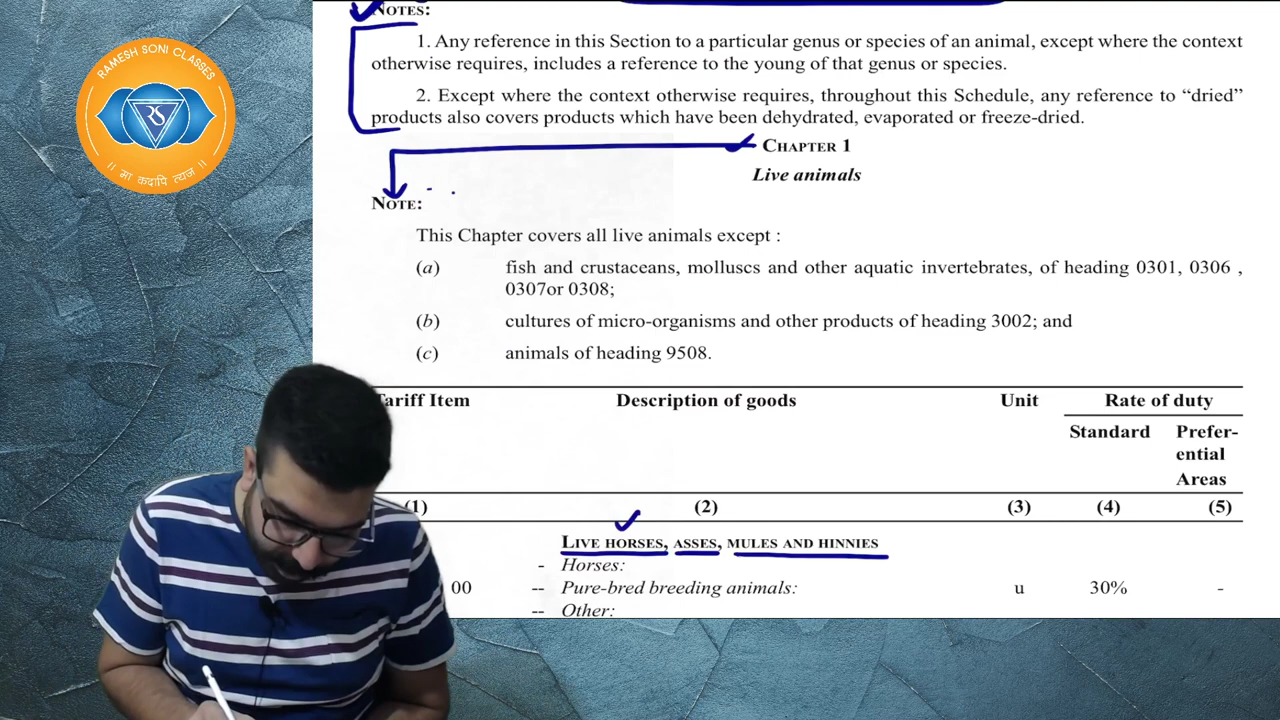 RAMESH SONI CLASSES
॥ मा कदापि त्यज ॥
NOTES:
1. Any reference in this Section to a particular genus or species of an animal, except where the context
otherwise requires, includes a reference to the young of that genus or species.
2. Except where the context otherwise requires, throughout this Schedule, any reference to “dried”
products also covers products which have been dehydrated, evaporated or freeze-dried.
CHAPTER 1
Live animals
NOTE:
This Chapter covers all live animals except :
(a) fish and crustaceans, molluscs and other aquatic invertebrates, of heading 0301, 0306 ,
0307or 0308;
(b) cultures of micro-organisms and other products of heading 3002; and
(c) animals of heading 9508.
Tariff Item Description of goods Unit Rate of duty
Standard Prefer-
ential
Areas
(1) (2) (3) (4) (5)
LIVE HORSES, ASSES, MULES AND HINNIES
- Horses:
00 -- Pure-bred breeding animals: u 30% -
-- Other: